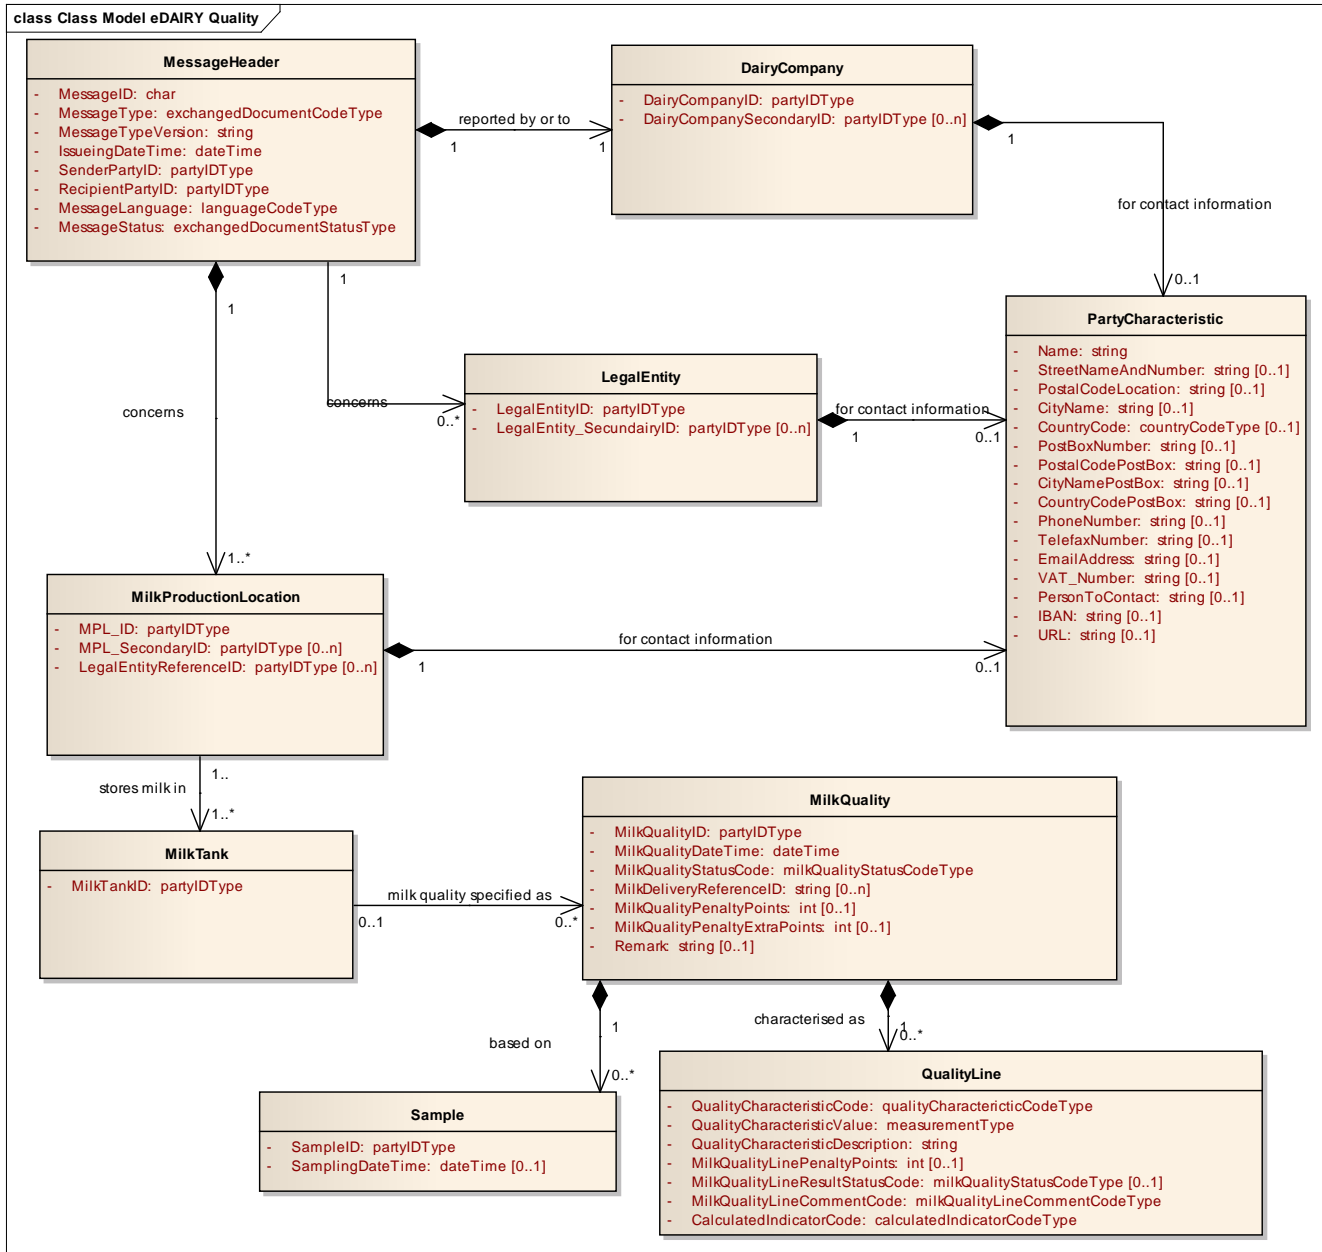 class Class Model eDAIRY Quality
MessageHeader
- MessageID: char
- MessageType: exchangedDocumentCodeType
- MessageTypeVersion: string
- IssueingDateTime: dateTime
- SenderPartyID: partyIDType
- RecipientPartyID: partyIDType
- MessageLanguage: languageCodeType
- MessageStatus: exchangedDocumentStatusType
reported by or to
1
1
DairyCompany
- DairyCompanyID: partyIDType
- DairyCompanySecondaryID: partyIDType [0..n]
1
for contact information
0..1
1
1
concerns
concerns
0..*
LegalEntity
- LegalEntityID: partyIDType
- LegalEntity_SecundairyID: partyIDType [0..n]
for contact information
1
0..1
PartyCharacteristic
- Name: string
- StreetNameAndNumber: string [0..1]
- PostalCodeLocation: string [0..1]
- CityName: string [0..1]
- CountryCode: countryCodeType [0..1]
- PostBoxNumber: string [0..1]
- PostalCodePostBox: string [0..1]
- CityNamePostBox: string [0..1]
- CountryCodePostBox: string [0..1]
- PhoneNumber: string [0..1]
- TelefaxNumber: string [0..1]
- EmailAddress: string [0..1]
- VAT_Number: string [0..1]
- PersonToContact: string [0..1]
- IBAN: string [0..1]
- URL: string [0..1]
1..*
MilkProductionLocation
- MPL_ID: partyIDType
- MPL_SecondaryID: partyIDType [0..n]
- LegalEntityReferenceID: partyIDType [0..n]
for contact information
1
0..1
1..
stores milk in
1..*
MilkTank
- MilkTankID: partyIDType
milk quality specified as
0..1
0..*
MilkQuality
- MilkQualityID: partyIDType
- MilkQualityDateTime: dateTime
- MilkQualityStatusCode: milkQualityStatusCodeType
- MilkDeliveryReferenceID: string [0..n]
- MilkQualityPenaltyPoints: int [0..1]
- MilkQualityPenaltyExtraPoints: int [0..1]
- Remark: string [0..1]
1
based on
0..*
characterised as
1
0..*
Sample
- SampleID: partyIDType
- SamplingDateTime: dateTime [0..1]
QualityLine
- QualityCharacteristicCode: qualityCharactericticCodeType
- QualityCharacteristicValue: measurementType
- QualityCharacteristicDescription: string
- MilkQualityLinePenaltyPoints: int [0..1]
- MilkQualityLineResultStatusCode: milkQualityStatusCodeType [0..1]
- MilkQualityLineCommentCode: milkQualityLineCommentCodeType
- CalculatedIndicatorCode: calculatedIndicatorCodeType